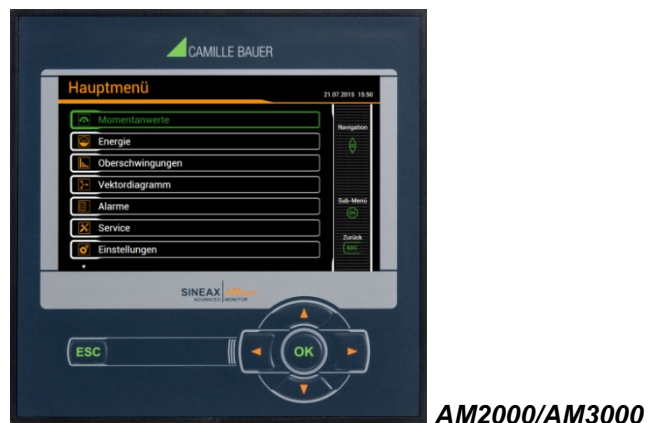 CAMILLE BAUER
Hauptmenü
21.07.2015 15:50
Momentanwerte
Energie
Oberschwingungen
Vektordiagramm
Alarme
Service
Einstellungen
Navigation
Sub-Menü
OK
Zurück
ESC
SINEAX
ADVANCED MONITOR
ESC
OK
AM2000/AM3000